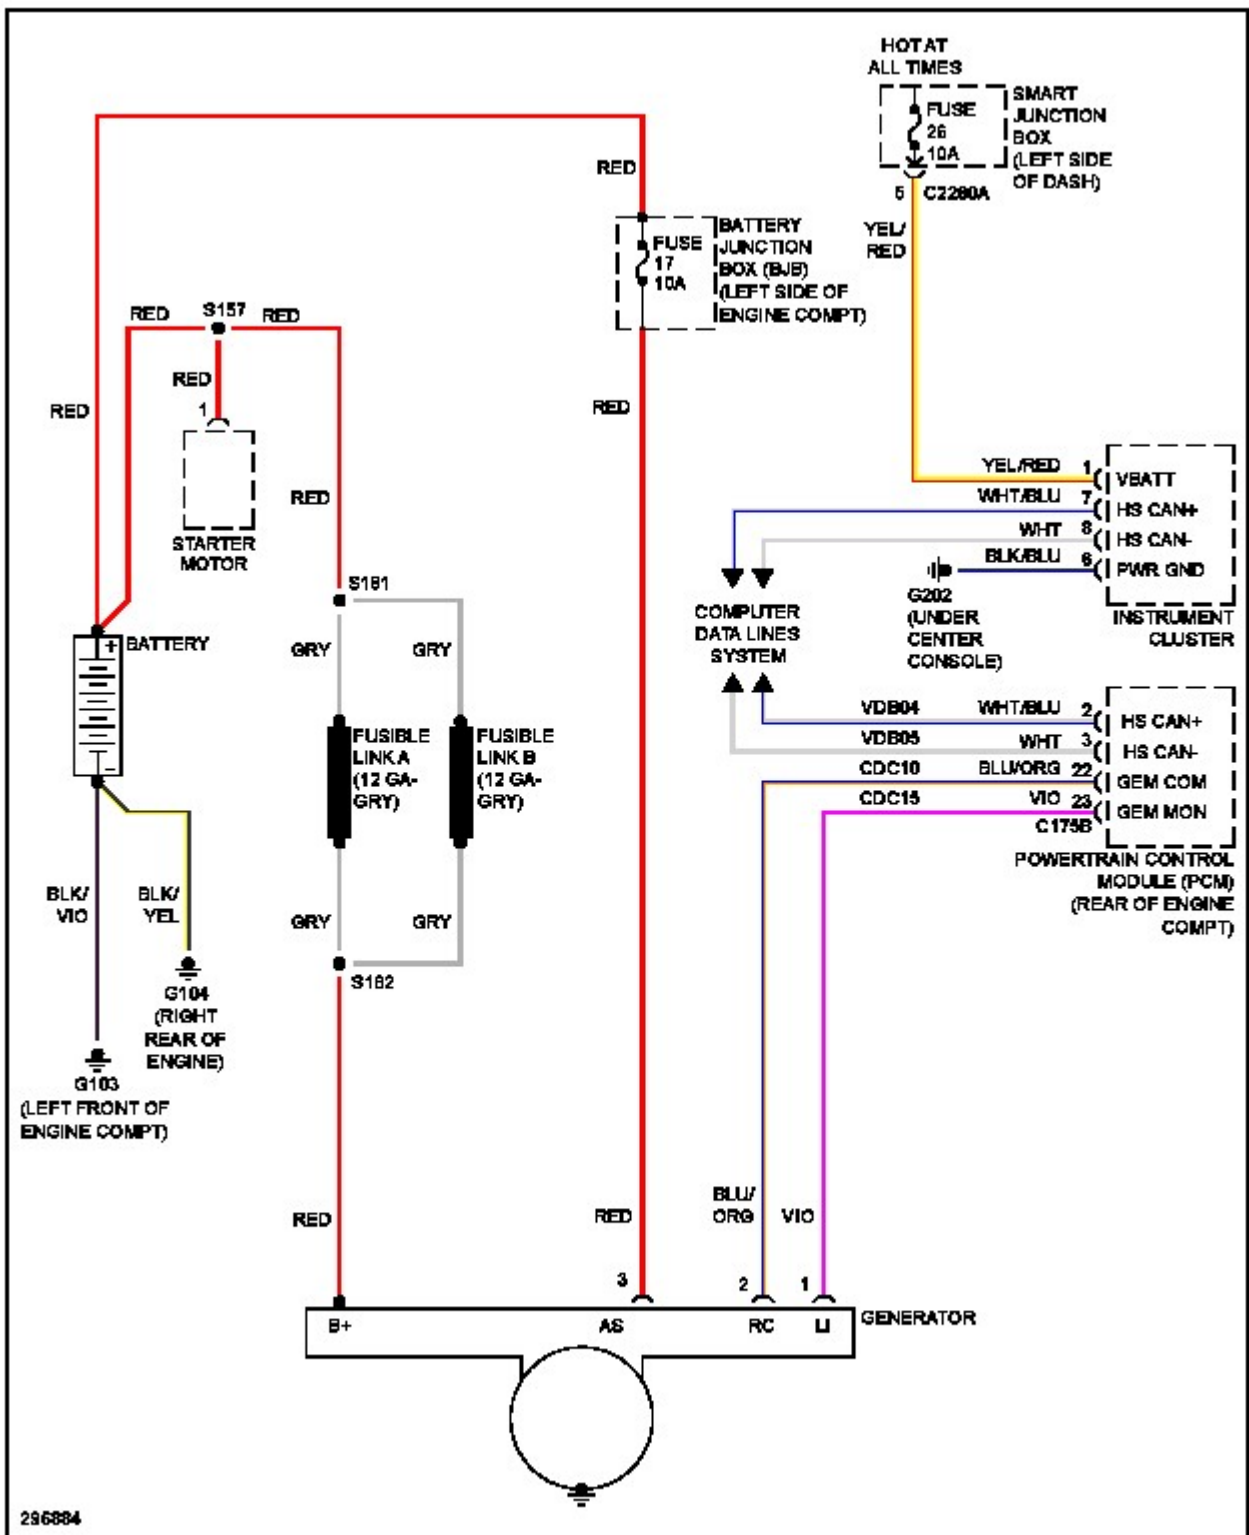 HOT AT
ALL TIMES
FUSE
26
10A
SMART
JUNCTION
BOX
(LEFT SIDE
OF DASH)
5
C2280A
YEL/
RED
RED
FUSE
17
10A
BATTERY
JUNCTION
BOX (BJB)
(LEFT SIDE OF
ENGINE COMPT)
RED
S157
RED
RED
1
STARTER
MOTOR
RED
RED
RED
YEL/RED
1
VBATT
WHT/BLU
7
HS CAN+
WHT
8
HS CAN-
BLK/BLU
6
PWR GND
INSTRUMENT
CLUSTER
G202
(UNDER
CENTER
CONSOLE)
COMPUTER
DATA LINES
SYSTEM
S181
GRY
GRY
BATTERY
+
-
FUSIBLE
LINK A
(12 GA-
GRY)
FUSIBLE
LINK B
(12 GA-
GRY)
VDB04
WHT/BLU
2
HS CAN+
VDB05
WHT
3
HS CAN-
CDC10
BLU/ORG
22
GEM COM
CDC15
VIO
23
GEM MON
C175B
POWERTRAIN CONTROL
MODULE (PCM)
(REAR OF ENGINE
COMPT)
BLK/
VIO
BLK/
YEL
GRY
GRY
S182
G104
(RIGHT
REAR OF
ENGINE)
G103
(LEFT FRONT OF
ENGINE COMPT)
RED
RED
BLU/
ORG
VIO
3
2
1
B+
AS
RC
LI
GENERATOR
296884